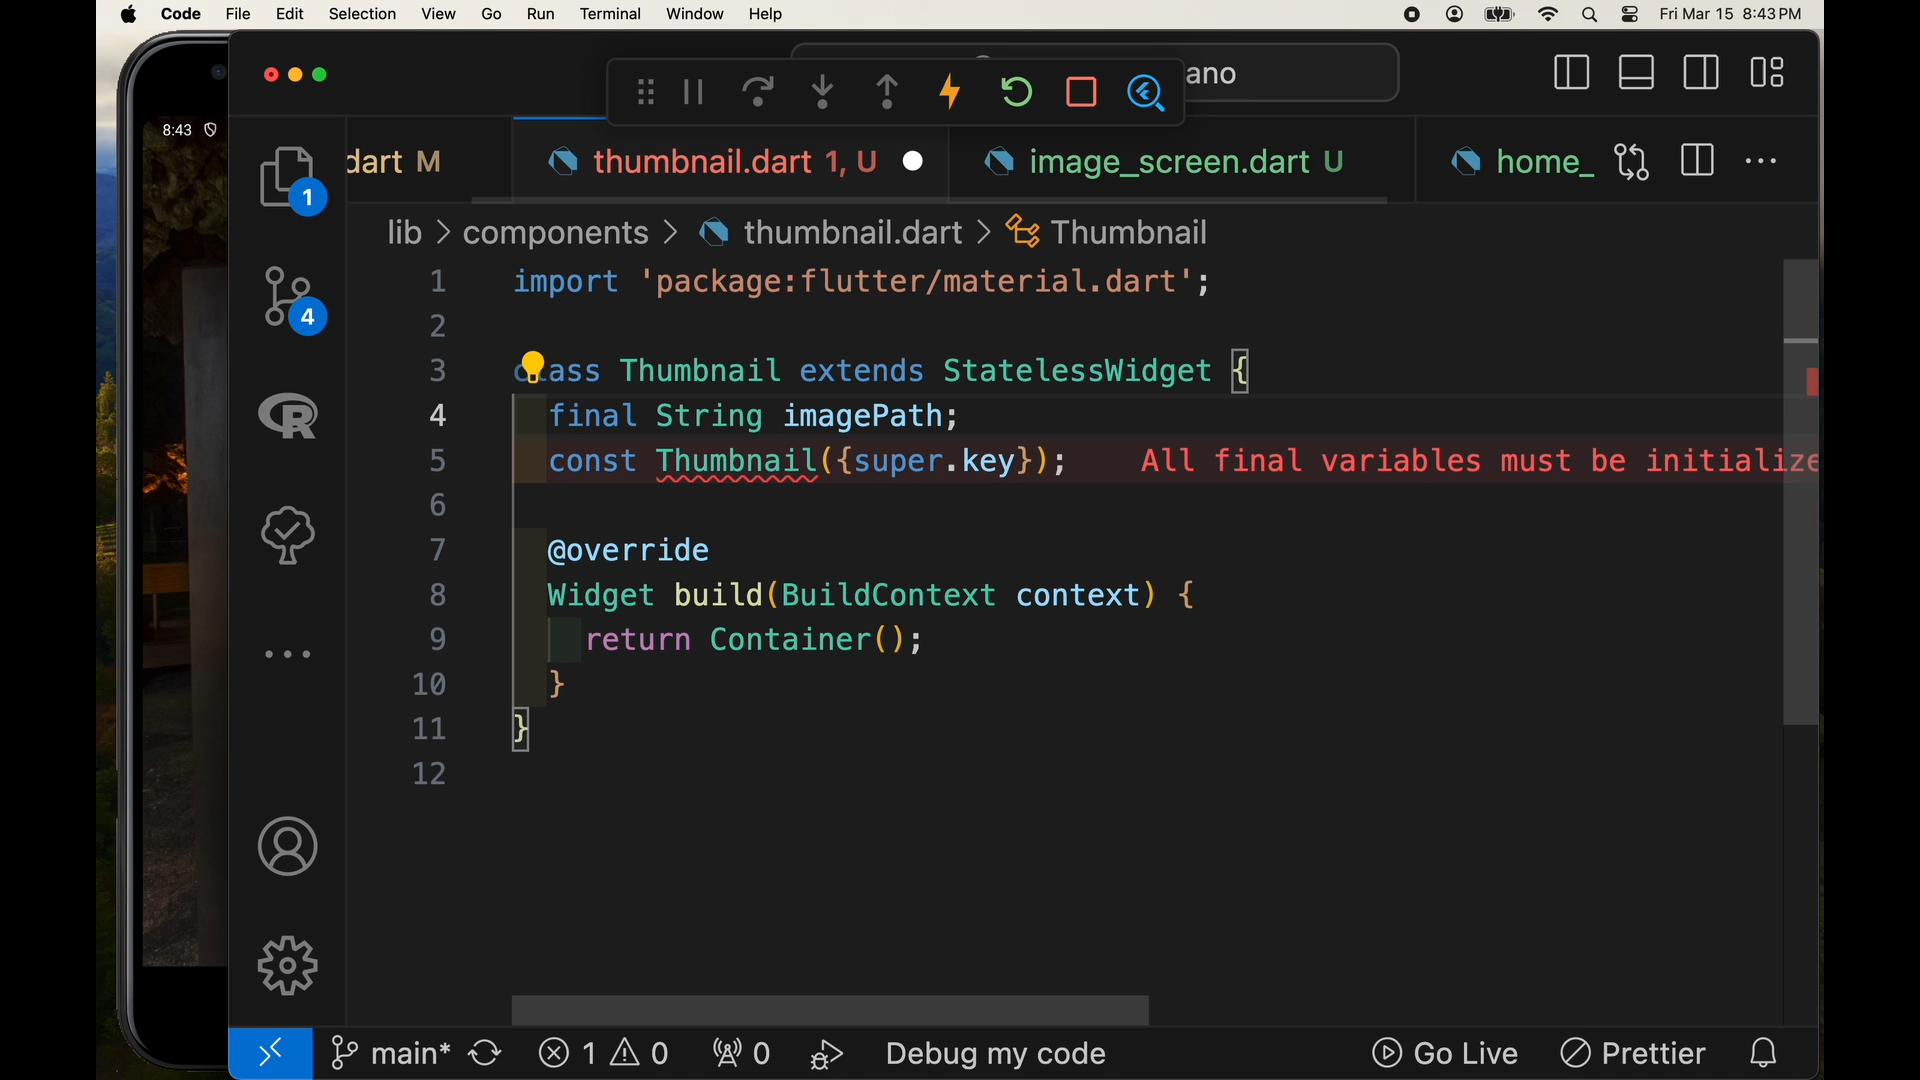 Code File Edit Selection View Go Run Terminal Window Help Fri Mar 15 8:43 PM
ano
8:43
dart M thumbnail.dart 1, U image_screen.dart U home_
1
lib > components > thumbnail.dart > Thumbnail
1 import 'package:flutter/material.dart';
2
4
3 class Thumbnail extends StatelessWidget {
4 final String imagePath;
5 const Thumbnail({super.key}); All final variables must be initialize
6
7 @override
8 Widget build(BuildContext context) {
9 return Container();
10 }
11 }
12
main* 1 0 0 Debug my code Go Live Prettier